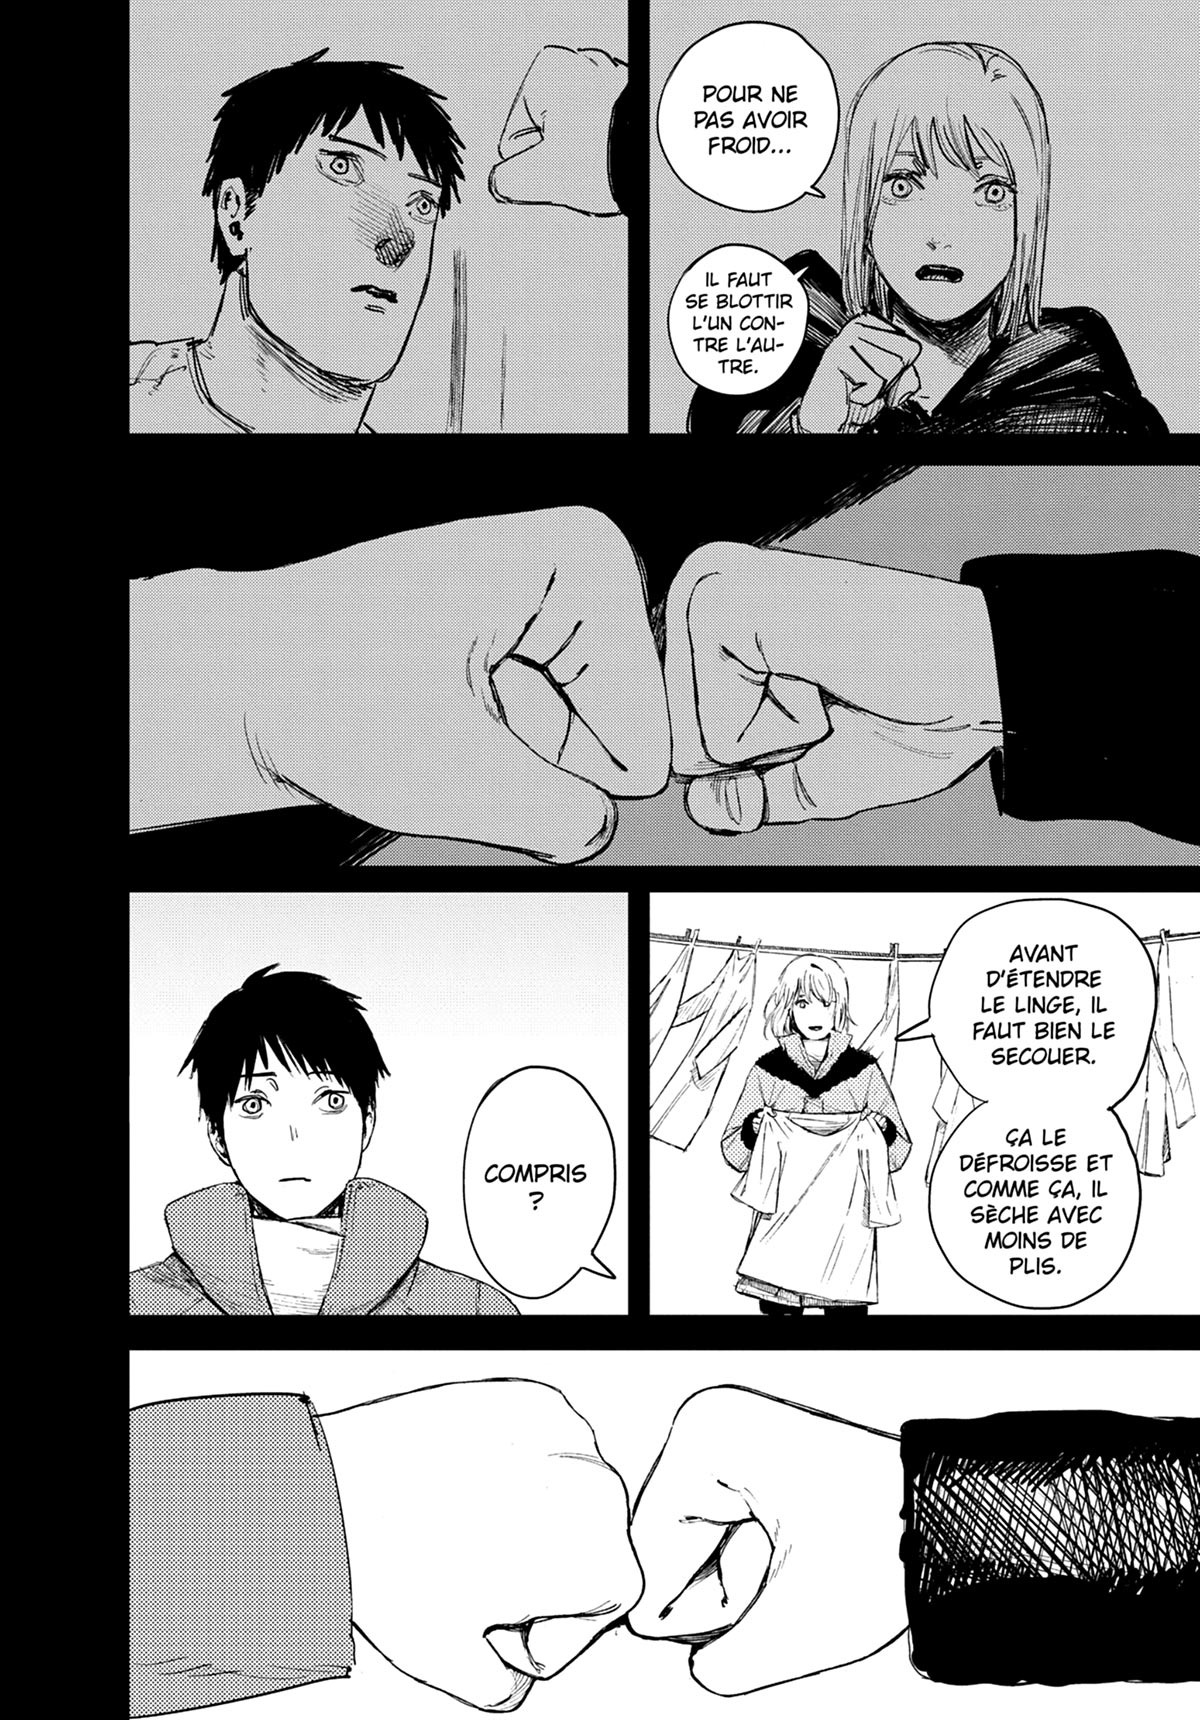 POUR NE
PAS AVOIR
FROID...
IL FAUT
SE BLOTTIR
L'UN CON-
TRE L'AU-
TRE.
AVANT
D'ÉTENDRE
LE LINGE, IL
FAUT BIEN LE
SECOUER.
ÇA LE
DÉFROISSE ET
COMME ÇA, IL
SÈCHE AVEC
MOINS DE
PLIS.
COMPRIS
?